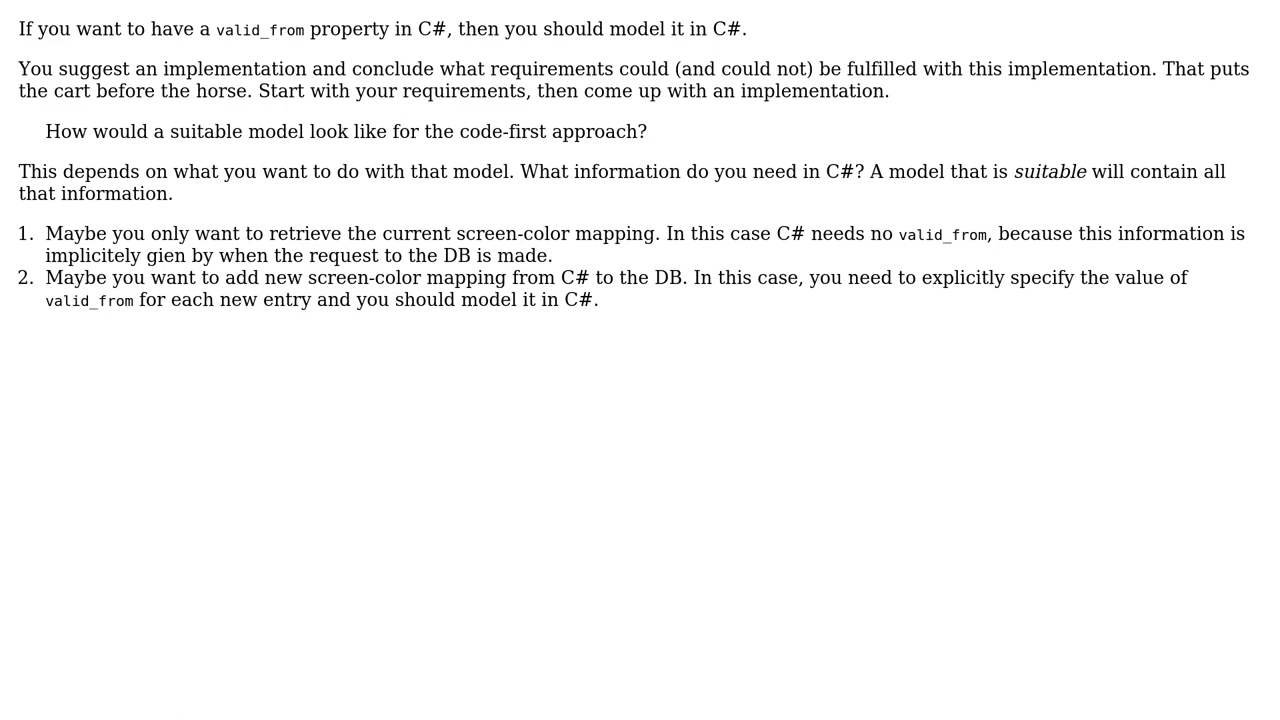 If you want to have a valid_from property in C#, then you should model it in C#.
You suggest an implementation and conclude what requirements could (and could not) be fulfilled with this implementation. That puts
the cart before the horse. Start with your requirements, then come up with an implementation.
How would a suitable model look like for the code-first approach?
This depends on what you want to do with that model. What information do you need in C#? A model that is suitable will contain all
that information.
1. Maybe you only want to retrieve the current screen-color mapping. In this case C# needs no valid_from, because this information is
implicitely gien by when the request to the DB is made.
2. Maybe you want to add new screen-color mapping from C# to the DB. In this case, you need to explicitly specify the value of
valid_from for each new entry and you should model it in C#.